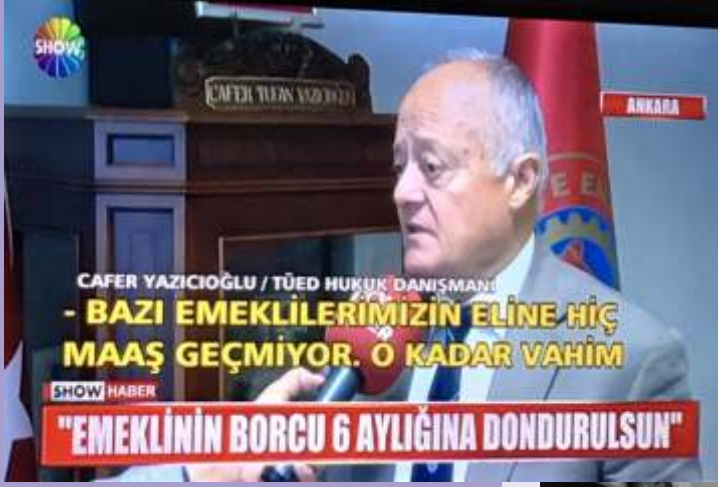 SHOW
CAFER TUFAN YAZICIOĞLU
ANKARA
CAFER YAZICIOĞLU / TÜED HUKUK DANIŞMANI
- BAZI EMEKLİLERİMİZİN ELİNE HİÇ
MAAŞ GEÇMİYOR. O KADAR VAHİM
SHOW HABER
"EMEKLİNİN BORCU 6 AYLIĞINA DONDURULSUN"